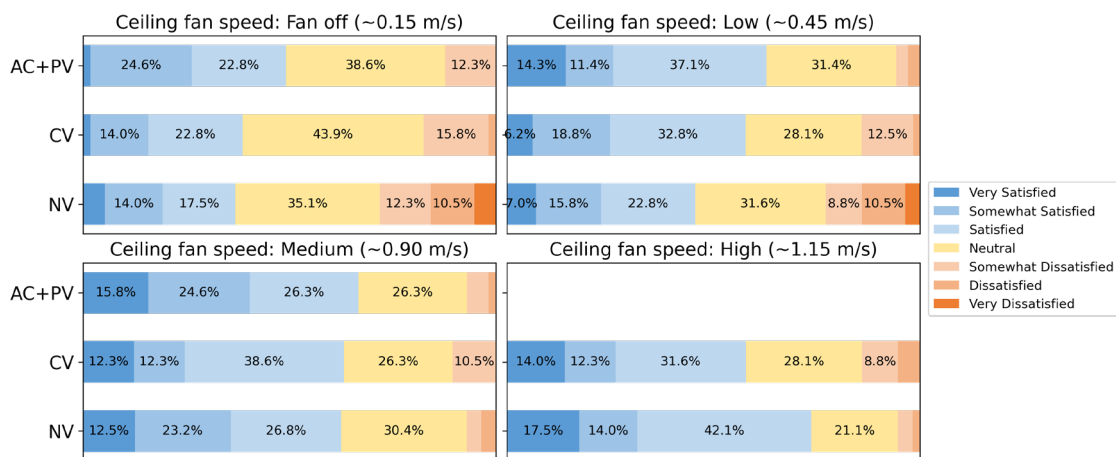 Ceiling fan speed: Fan off (~0.15 m/s)
AC+PV 24.6% 22.8% 38.6% 12.3%
CV 14.0% 22.8% 43.9% 15.8%
NV 14.0% 17.5% 35.1% 12.3% 10.5%
Ceiling fan speed: Low (~0.45 m/s)
14.3% 11.4% 37.1% 31.4%
6.2% 18.8% 32.8% 28.1% 12.5%
7.0% 15.8% 22.8% 31.6% 8.8% 10.5%
Ceiling fan speed: Medium (~0.90 m/s)
AC+PV 15.8% 24.6% 26.3% 26.3%
CV 12.3% 12.3% 38.6% 26.3% 10.5%
NV 12.5% 23.2% 26.8% 30.4%
Ceiling fan speed: High (~1.15 m/s)
14.0% 12.3% 31.6% 28.1% 8.8%
17.5% 14.0% 42.1% 21.1%
Very Satisfied
Somewhat Satisfied
Satisfied
Neutral
Somewhat Dissatisfied
Dissatisfied
Very Dissatisfied